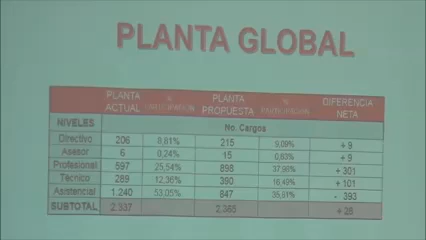 PLANTA GLOBAL
PLANTA ACTUAL % PARTICIPACION PLANTA PROPUESTA % PARTICIPACION DIFERENCIA NETA
NIVELES No. Cargos
Directivo 206 8,81% 215 9,09% + 9
Asesor 6 0,24% 15 0,63% + 9
Profesional 597 25,54% 898 37,96% + 301
Técnico 289 12,36% 390 16,49% + 101
Asistencial 1.240 53,05% 847 35,81% - 393
SUBTOTAL 2.337 2.365 + 28